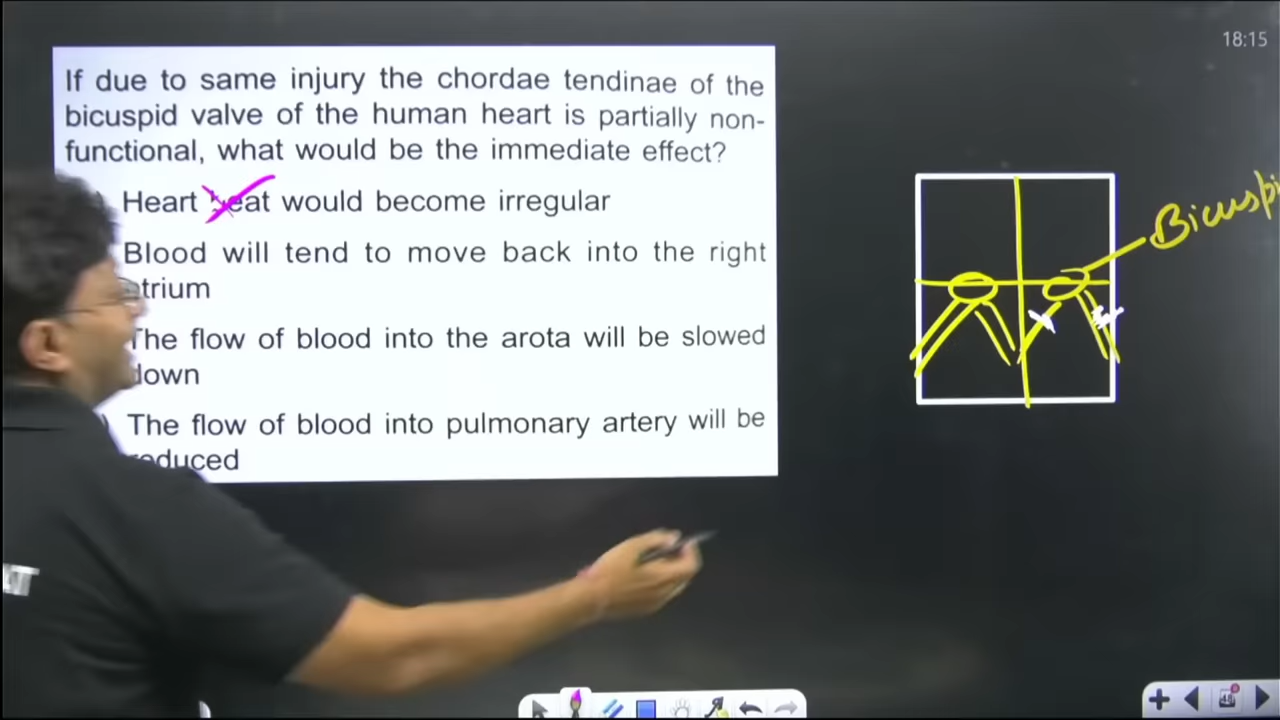 18:15
If due to same injury the chordae tendinae of the
bicuspid valve of the human heart is partially non-
functional, what would be the immediate effect?
Heart beat would become irregular
Blood will tend to move back into the right
atrium
The flow of blood into the arota will be slowed
down
The flow of blood into pulmonary artery will be
reduced
Bicuspi